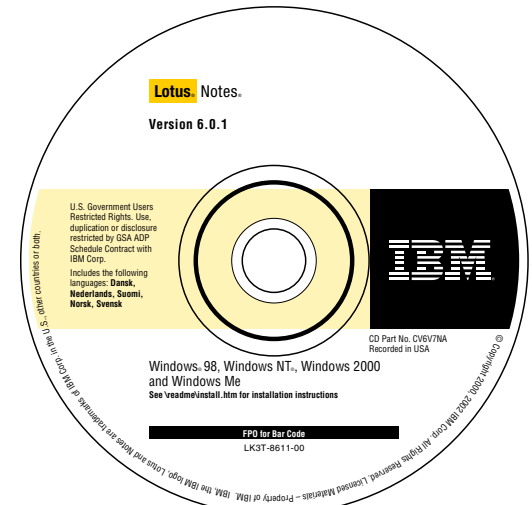 Lotus® Notes®
Version 6.0.1
U.S. Government Users
Restricted Rights. Use,
duplication or disclosure
restricted by GSA ADP
Schedule Contract with
IBM Corp.
Includes the following
languages: Dansk,
Nederlands, Suomi,
Norsk, Svensk
IBM®
CD Part No. CV6V7NA
Recorded in USA
Windows® 98, Windows NT®, Windows 2000
and Windows Me
See \readme\install.htm for installation instructions
FPO for Bar Code
LK3T-8611-00
© Copyright 2000, 2002 IBM Corp. All Rights Reserved. Licensed Materials – Property of IBM. IBM, the IBM logo, Lotus and Notes are trademarks of IBM Corp. in the U.S., other countries or both.